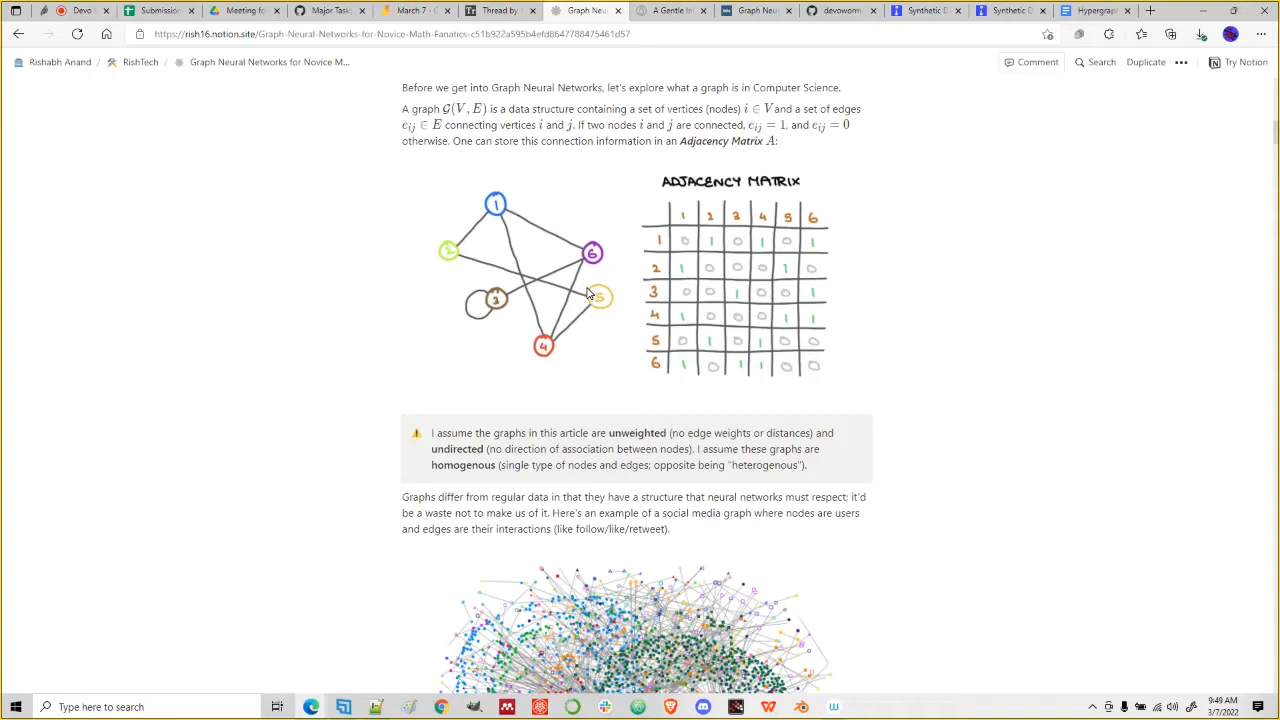 Devo
Submission
Meeting fo
Major Task
March 7 - G
Thread by
Graph Neur
A Gentle In
Graph Neur
devoworm
Synthetic D
Synthetic D
Hypergraph
https://rish16.notion.site/Graph-Neural-Networks-for-Novice-Math-Fanatics-c51b922a595b4efd8647788475461d57
Rishabh Anand / RishTech / Graph Neural Networks for Novice M...
Comment Search Duplicate ••• Try Notion
Before we get into Graph Neural Networks, let's explore what a graph is in Computer Science.
A graph G(V, E) is a data structure containing a set of vertices (nodes) i ∈ V and a set of edges
e_ij ∈ E connecting vertices i and j. If two nodes i and j are connected, e_ij = 1, and e_ij = 0
otherwise. One can store this connection information in an Adjacency Matrix A:
ADJACENCY MATRIX
1
2
6
3
5
4
1 2 3 4 5 6
1 0 1 0 1 0 1
2 1 0 0 0 1 0
3 0 0 1 0 0 1
4 1 0 0 0 1 1
5 0 1 0 1 0 0
6 1 0 1 1 0 0
I assume the graphs in this article are unweighted (no edge weights or distances) and
undirected (no direction of association between nodes). I assume these graphs are
homogenous (single type of nodes and edges; opposite being "heterogenous").
Graphs differ from regular data in that they have a structure that neural networks must respect; it'd
be a waste not to make us of it. Here's an example of a social media graph where nodes are users
and edges are their interactions (like follow/like/retweet).
Type here to search
9:49 AM
3/7/2022